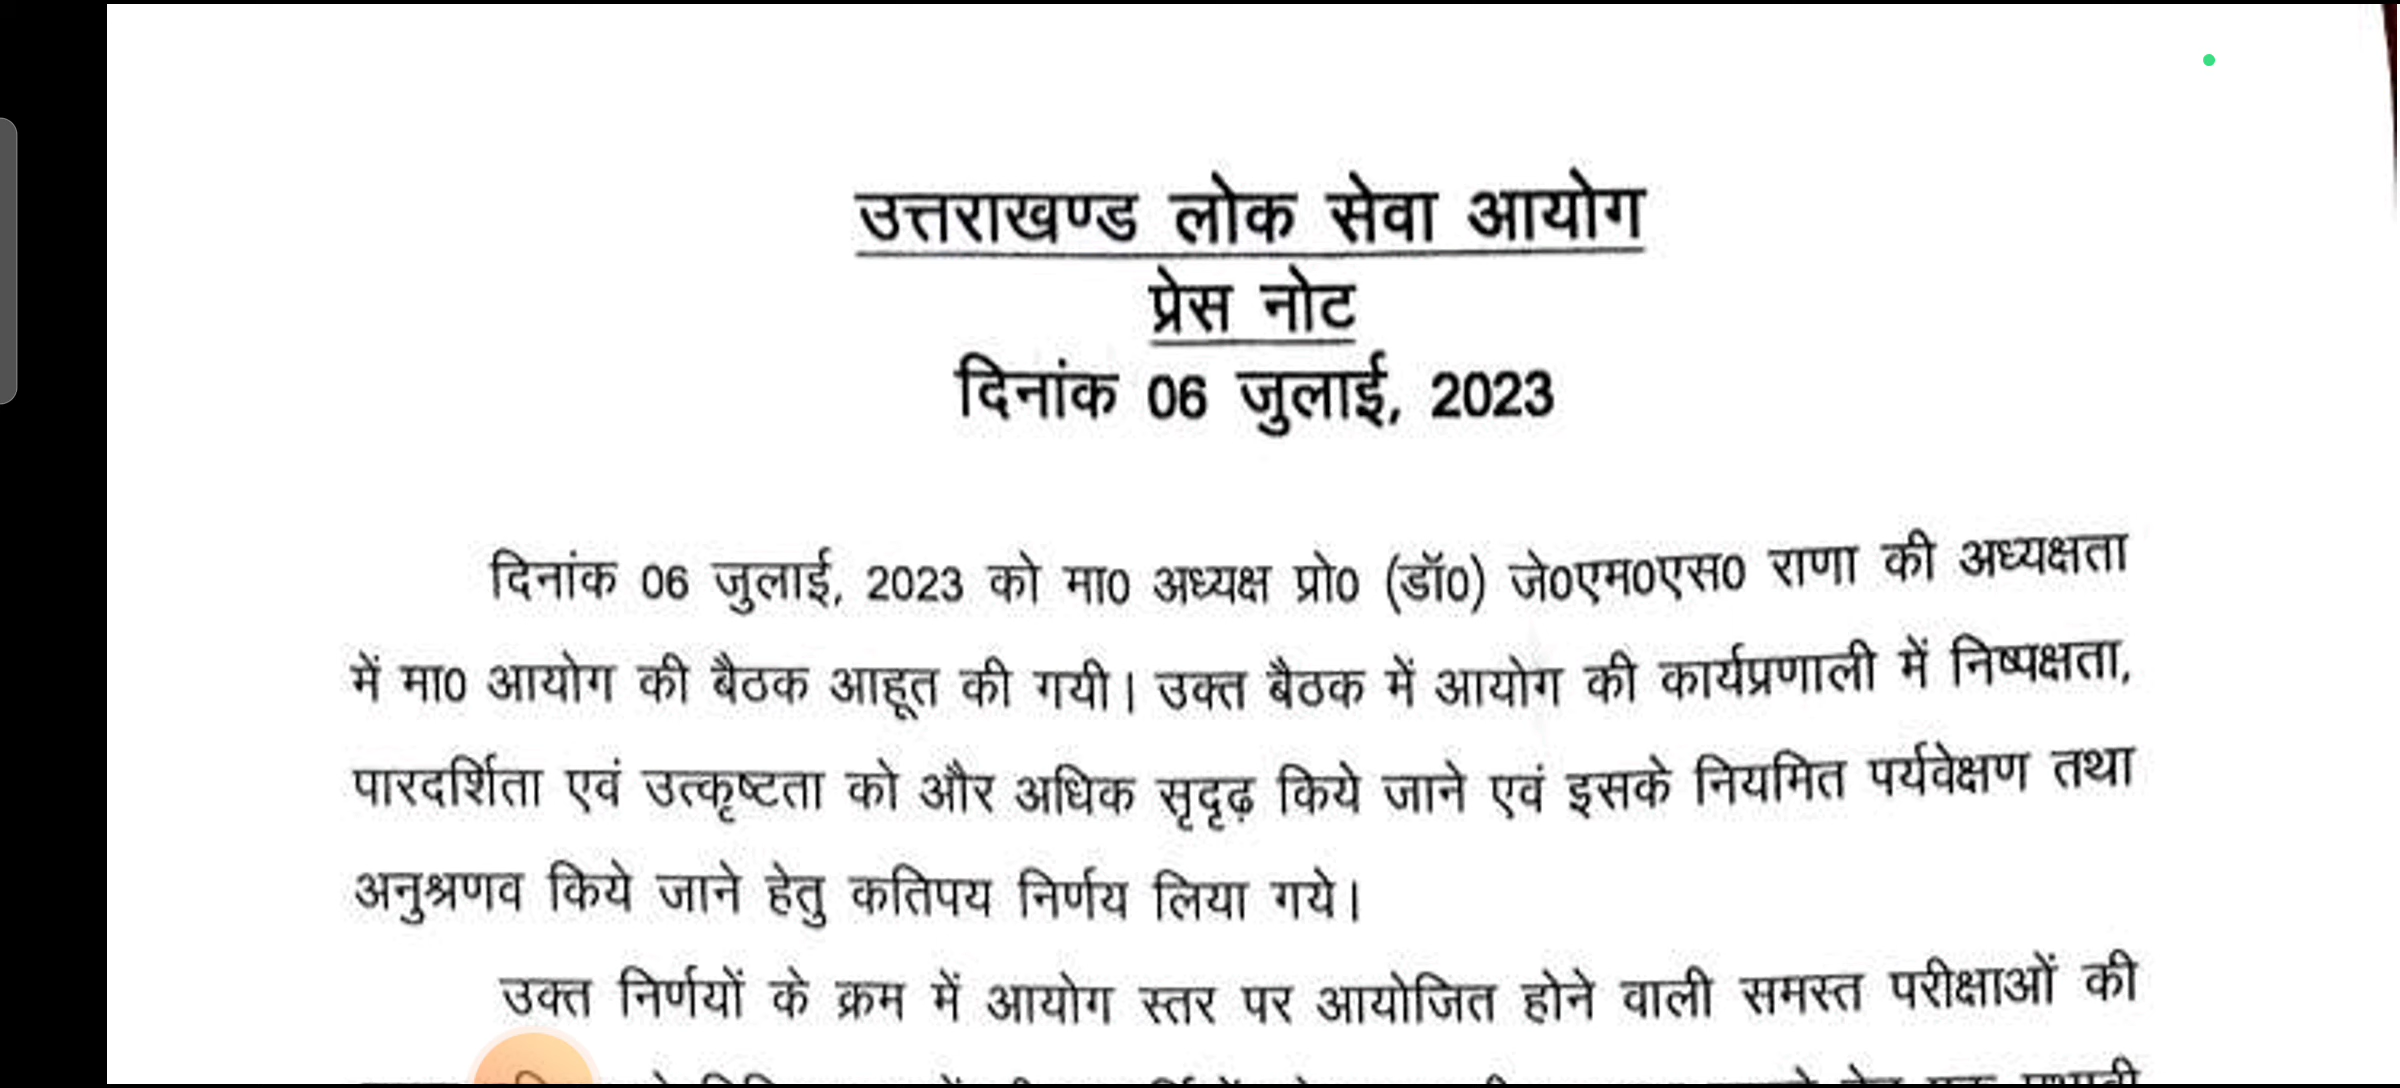 उत्तराखण्ड लोक सेवा आयोग
प्रेस नोट
दिनांक 06 जुलाई, 2023
दिनांक 06 जुलाई, 2023 को मा0 अध्यक्ष प्रो0 (डॉ0) जे0एम0एस0 राणा की अध्यक्षता
में मा0 आयोग की बैठक आहूत की गयी। उक्त बैठक में आयोग की कार्यप्रणाली में निष्पक्षता,
पारदर्शिता एवं उत्कृष्टता को और अधिक सृदृढ़ किये जाने एवं इसके नियमित पर्यवेक्षण तथा
अनुश्रणव किये जाने हेतु कतिपय निर्णय लिया गये।
उक्त निर्णयों के क्रम में आयोग स्तर पर आयोजित होने वाली समस्त परीक्षाओं की